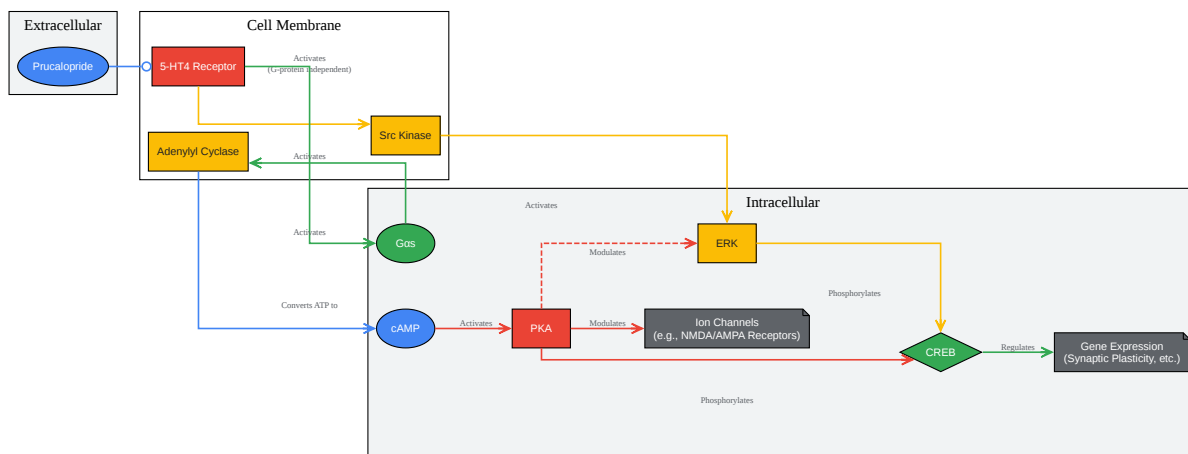 Extracellular
Cell Membrane
Prucalopride
5-HT4 Receptor
Activates
(G-protein independent)
Src Kinase
Adenylyl Cyclase
Activates
Intracellular
Activates
Activates
Gαs
Modulates
ERK
Converts ATP to
Phosphorylates
cAMP
Activates
PKA
Modulates
Ion Channels
(e.g., NMDA/AMPA Receptors)
CREB
Regulates
Gene Expression
(Synaptic Plasticity, etc.)
Phosphorylates